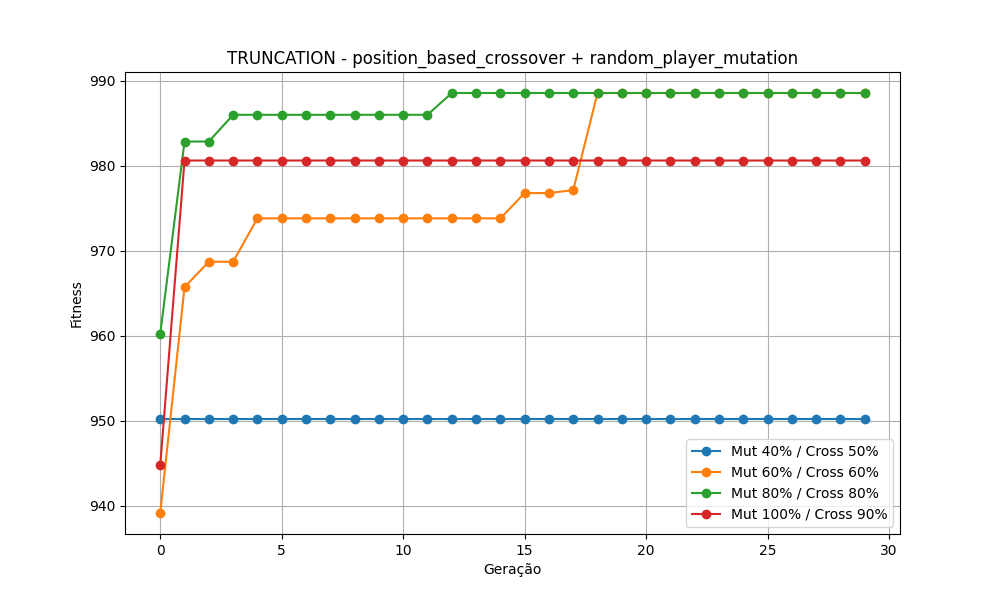 TRUNCATION - position_based_crossover + random_player_mutation
990
980
970
960
950
940
Fitness
0 5 10 15 20 25 30
Geração
Mut 40% / Cross 50%
Mut 60% / Cross 60%
Mut 80% / Cross 80%
Mut 100% / Cross 90%